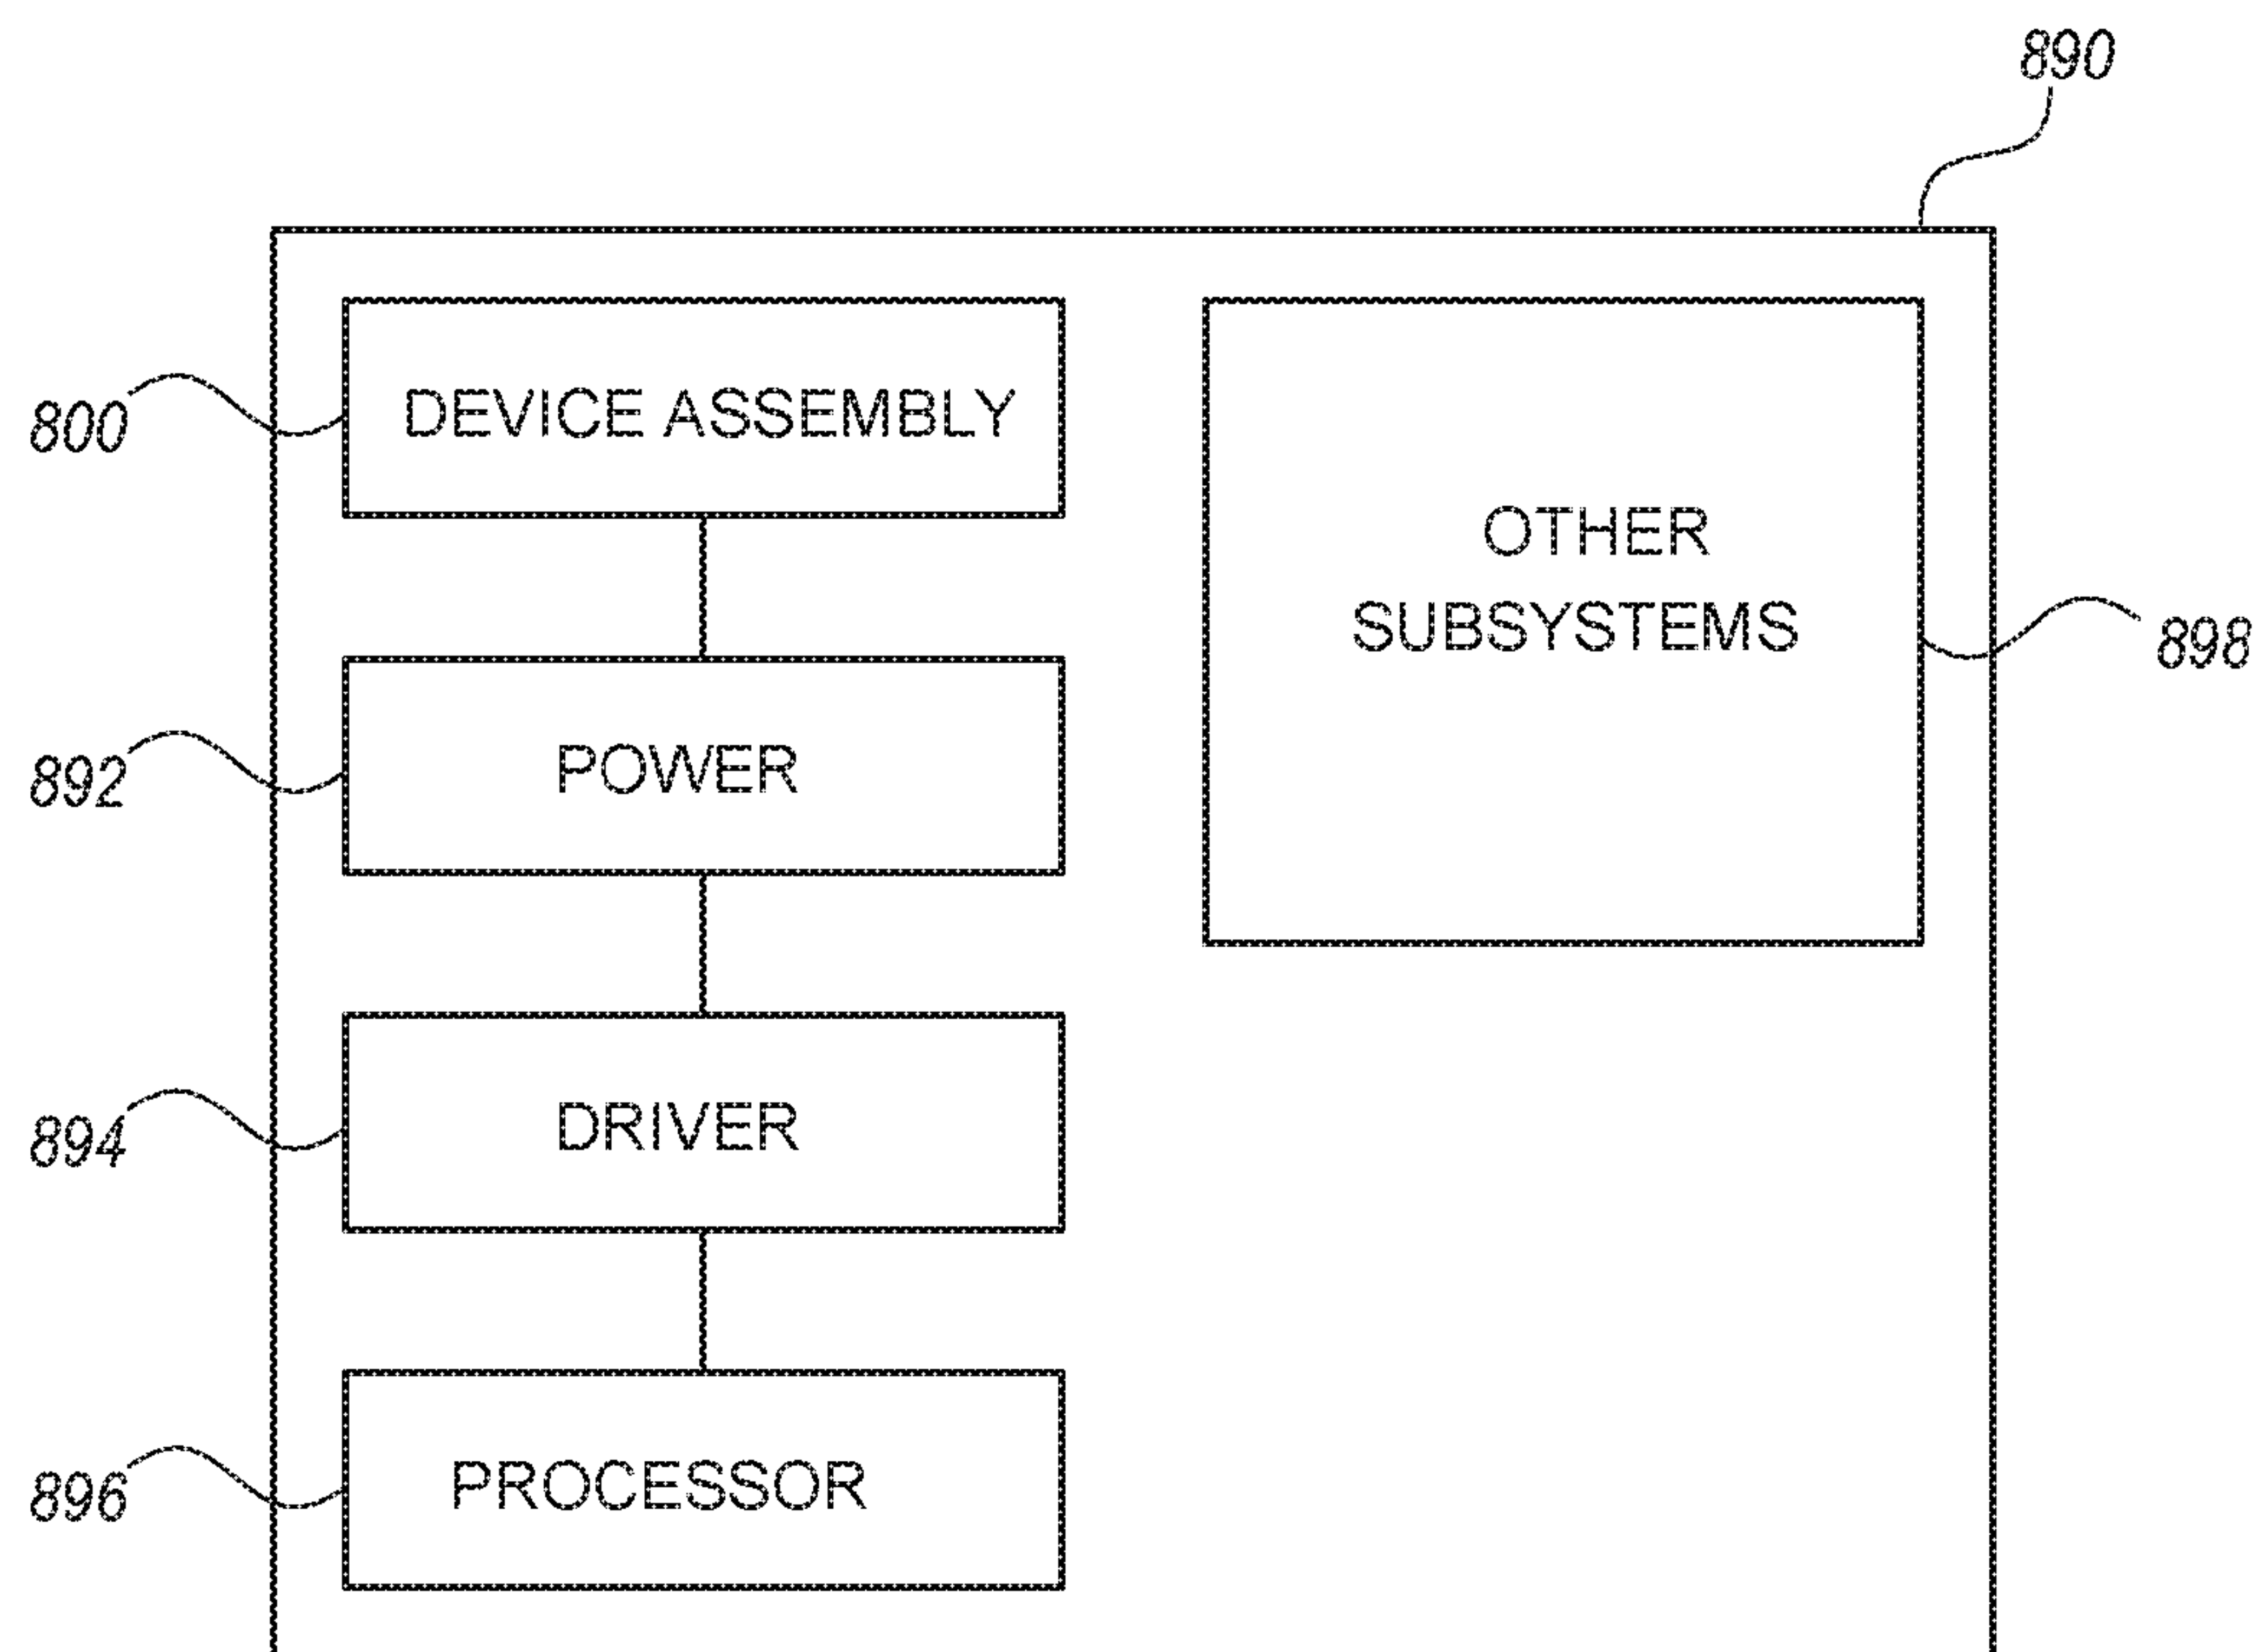 890
DEVICE ASSEMBLY
800
OTHER
SUBSYSTEMS
898
POWER
892
DRIVER
894
PROCESSOR
896